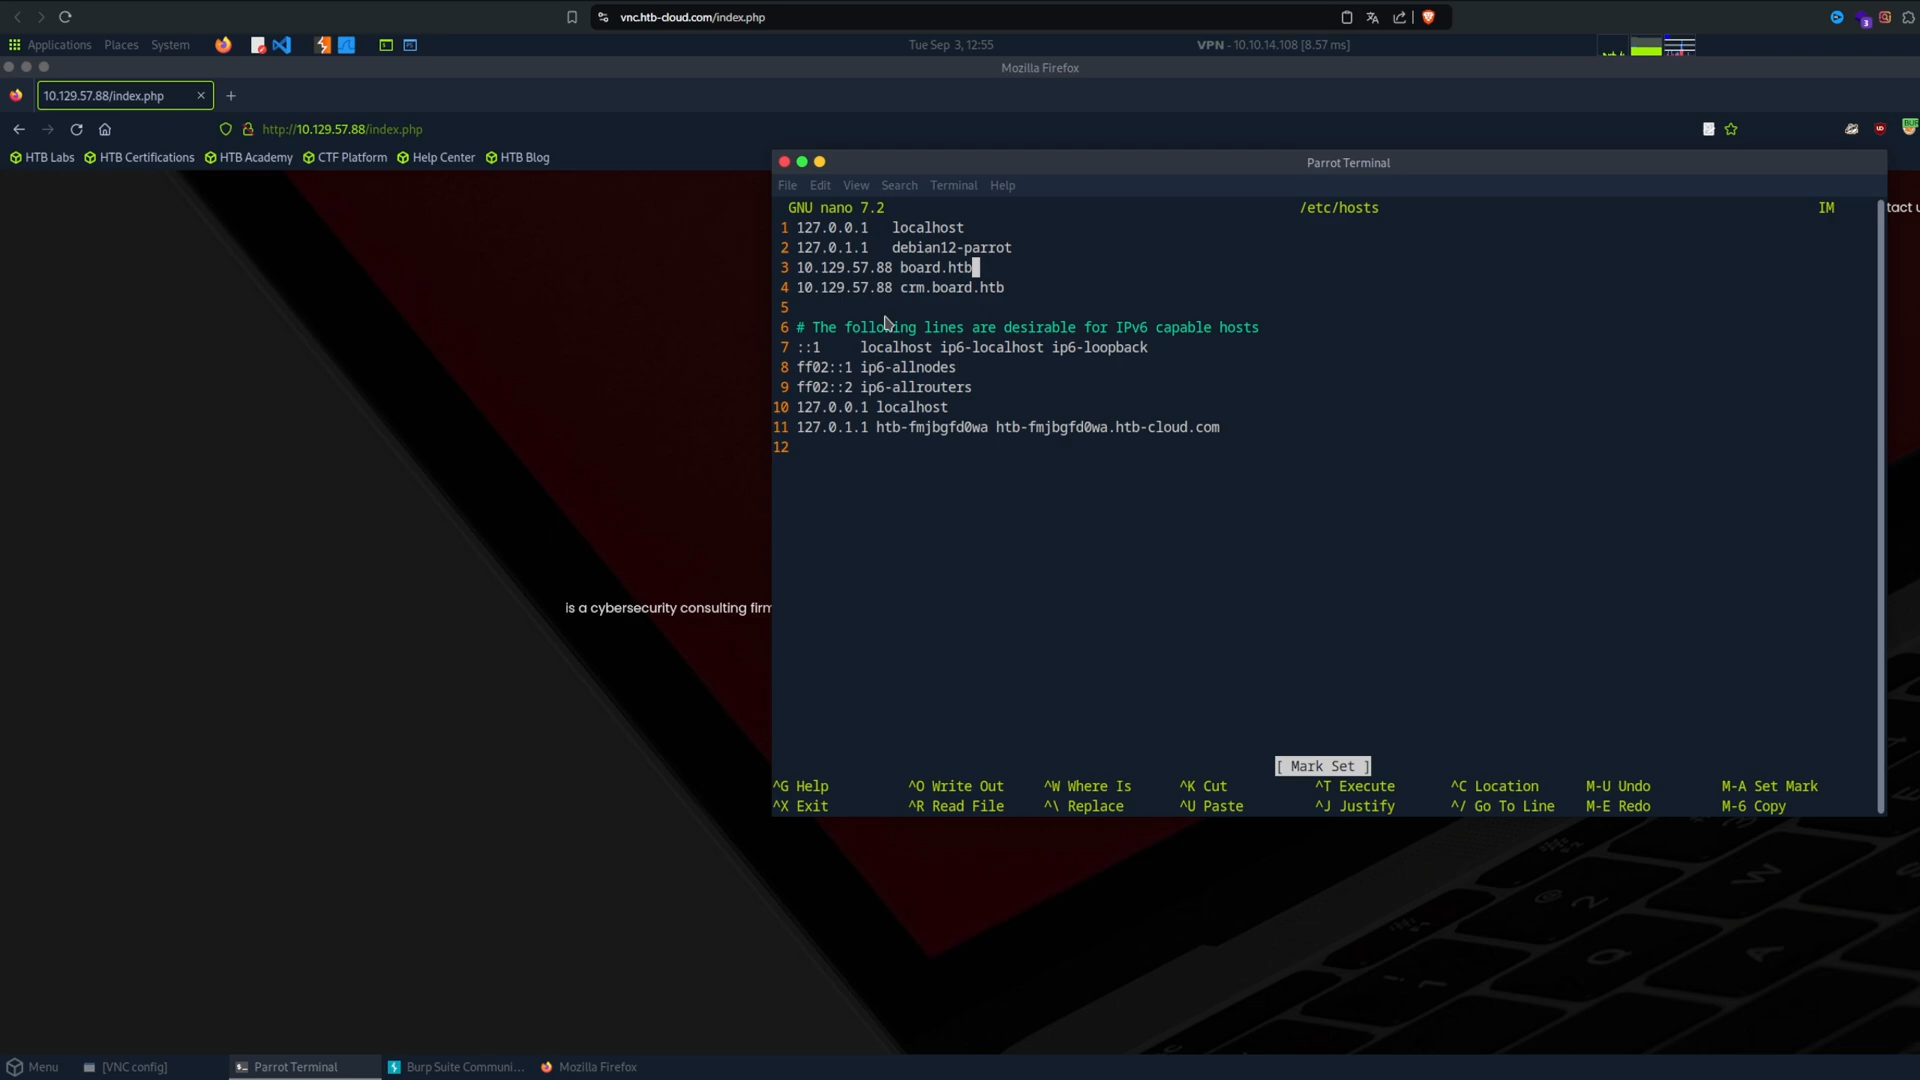 vnc.htb-cloud.com/index.php
3
Applications Places System
Tue Sep 3, 12:55
VPN - 10.10.14.108 [8.57 ms]
Mozilla Firefox
10.129.57.88/index.php
http://10.129.57.88/index.php
HTB Labs HTB Certifications HTB Academy CTF Platform Help Center HTB Blog
Parrot Terminal
File Edit View Search Terminal Help
GNU nano 7.2 /etc/hosts IM
1 127.0.0.1 localhost
2 127.0.1.1 debian12-parrot
3 10.129.57.88 board.htb
4 10.129.57.88 crm.board.htb
5
6 # The following lines are desirable for IPv6 capable hosts
7 ::1 localhost ip6-localhost ip6-loopback
8 ff02::1 ip6-allnodes
9 ff02::2 ip6-allrouters
10 127.0.0.1 localhost
11 127.0.1.1 htb-fmjbgfd0wa htb-fmjbgfd0wa.htb-cloud.com
12
tact u
is a cybersecurity consulting firm
[ Mark Set ]
^G Help ^O Write Out ^W Where Is ^K Cut ^T Execute ^C Location M-U Undo M-A Set Mark
^X Exit ^R Read File ^\ Replace ^U Paste ^J Justify ^/ Go To Line M-E Redo M-6 Copy
Menu [VNC config] Parrot Terminal Burp Suite Communi... Mozilla Firefox